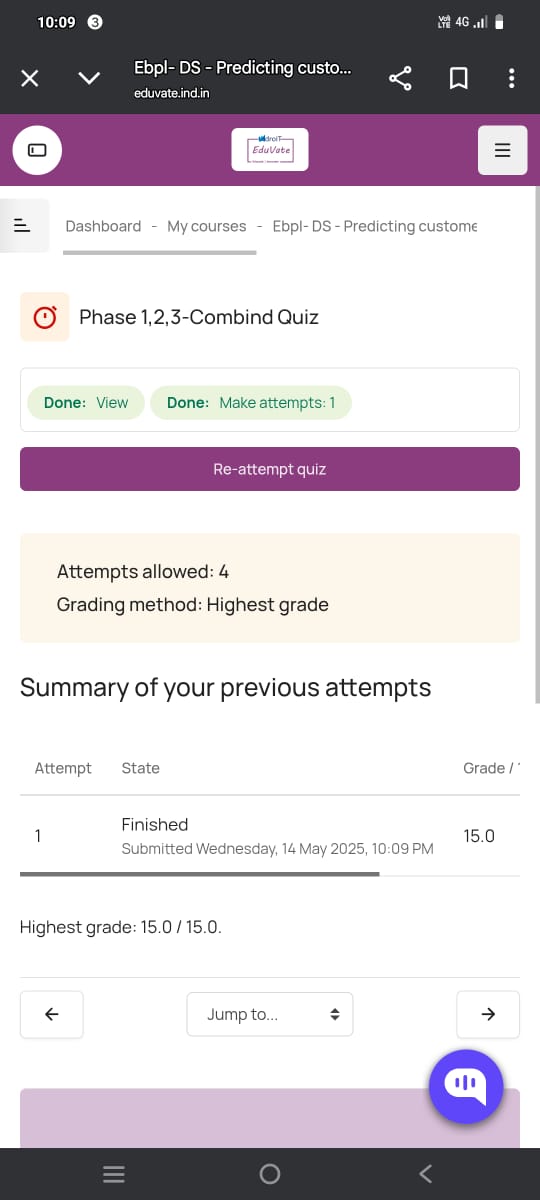 10:09 3 VoI) LTE 4G
Ebpl- DS - Predicting custo...
eduvate.ind.in
EduVate
Dashboard - My courses - Ebpl- DS - Predicting custome
Phase 1,2,3-Combind Quiz
Done: View Done: Make attempts: 1
Re-attempt quiz
Attempts allowed: 4
Grading method: Highest grade
Summary of your previous attempts
Attempt State Grade /
1 Finished 15.0
Submitted Wednesday, 14 May 2025, 10:09 PM
Highest grade: 15.0 / 15.0.
Jump to...